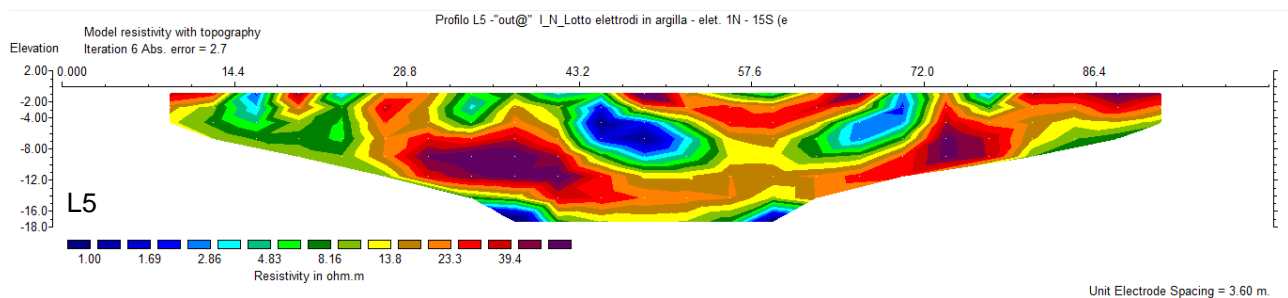 Profilo L5 -"out@" I_N_Lotto elettrodi in argilla - elet. 1N - 15S (e
Model resistivity with topography
Elevation Iteration 6 Abs. error = 2.7
2.00 0.000 14.4 28.8 43.2 57.6 72.0 86.4
-2.00
-4.00
-8.00
-12.0
-16.0
-18.0
L5
1.00 1.69 2.86 4.83 8.16 13.8 23.3 39.4
Resistivity in ohm.m
Unit Electrode Spacing = 3.60 m.